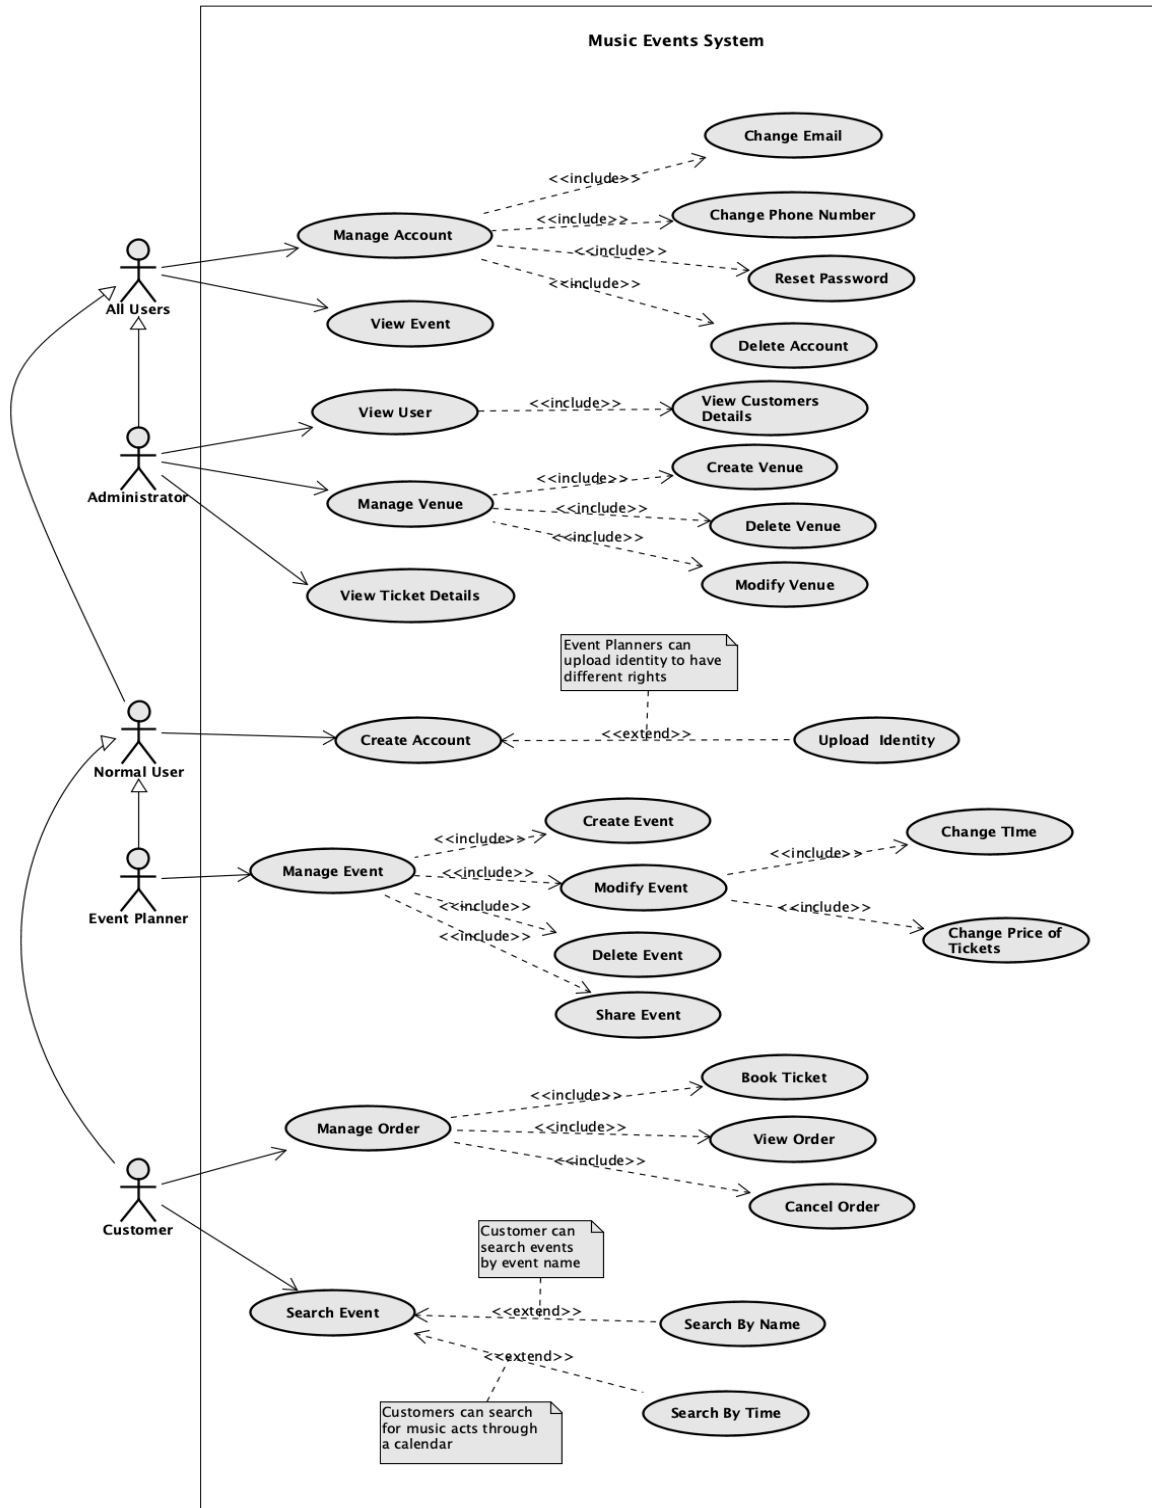 Music Events System
Change Email
<<include>>
Change Phone Number
<<include>>
Manage Account
<<include>>
Reset Password
<<include>>
All Users
View Event
Delete Account
View User
<<include>>
View Customers
Details
Create Venue
<<include>>
Administrator
Manage Venue
<<include>>
Delete Venue
<<include>>
Modify Venue
View Ticket Details
Event Planners can
upload identity to have
different rights
Create Account
<<extend>>
Upload  Identity
Normal User
Create Event
<<include>>
Change TIme
<<include>>
Manage Event
<<include>>
Modify Event
<<include>>
<<include>>
Event Planner
<<include>>
Change Price of
Tickets
Delete Event
Share Event
Book Ticket
<<include>>
Manage Order
<<include>>
View Order
<<include>>
Cancel Order
Customer
Customer can
search events
by event name
Search Event
<<extend>>
Search By Name
<<extend>>
Search By Time
Customers can search
for music acts through
a calendar